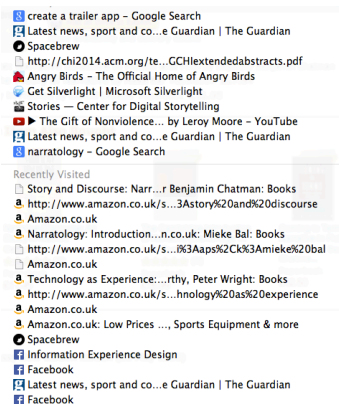 create a trailer app - Google Search
Latest news, sport and co...e Guardian | The Guardian
Spacebrew
http://chi2014.acm.org/te...GCHIextendedabstracts.pdf
Angry Birds - The Official Home of Angry Birds
Get Silverlight | Microsoft Silverlight
Stories — Center for Digital Storytelling
▶ The Gift of Nonviolence... by Leroy Moore - YouTube
Latest news, sport and co...e Guardian | The Guardian
narratology - Google Search
Recently Visited
Story and Discourse: Narr...r Benjamin Chatman: Books
http://www.amazon.co.uk/s...3Astory%20and%20discourse
Amazon.co.uk
Narratology: Introduction...n.co.uk: Mieke Bal: Books
http://www.amazon.co.uk/s...i%3Aaps%2Ck%3Amieke%20bal
Amazon.co.uk
Technology as Experience:...rthy, Peter Wright: Books
http://www.amazon.co.uk/s...hnology%20as%20experience
Amazon.co.uk
Amazon.co.uk: Low Prices ..., Sports Equipment & more
Spacebrew
Information Experience Design
Facebook
Latest news, sport and co...e Guardian | The Guardian
Facebook